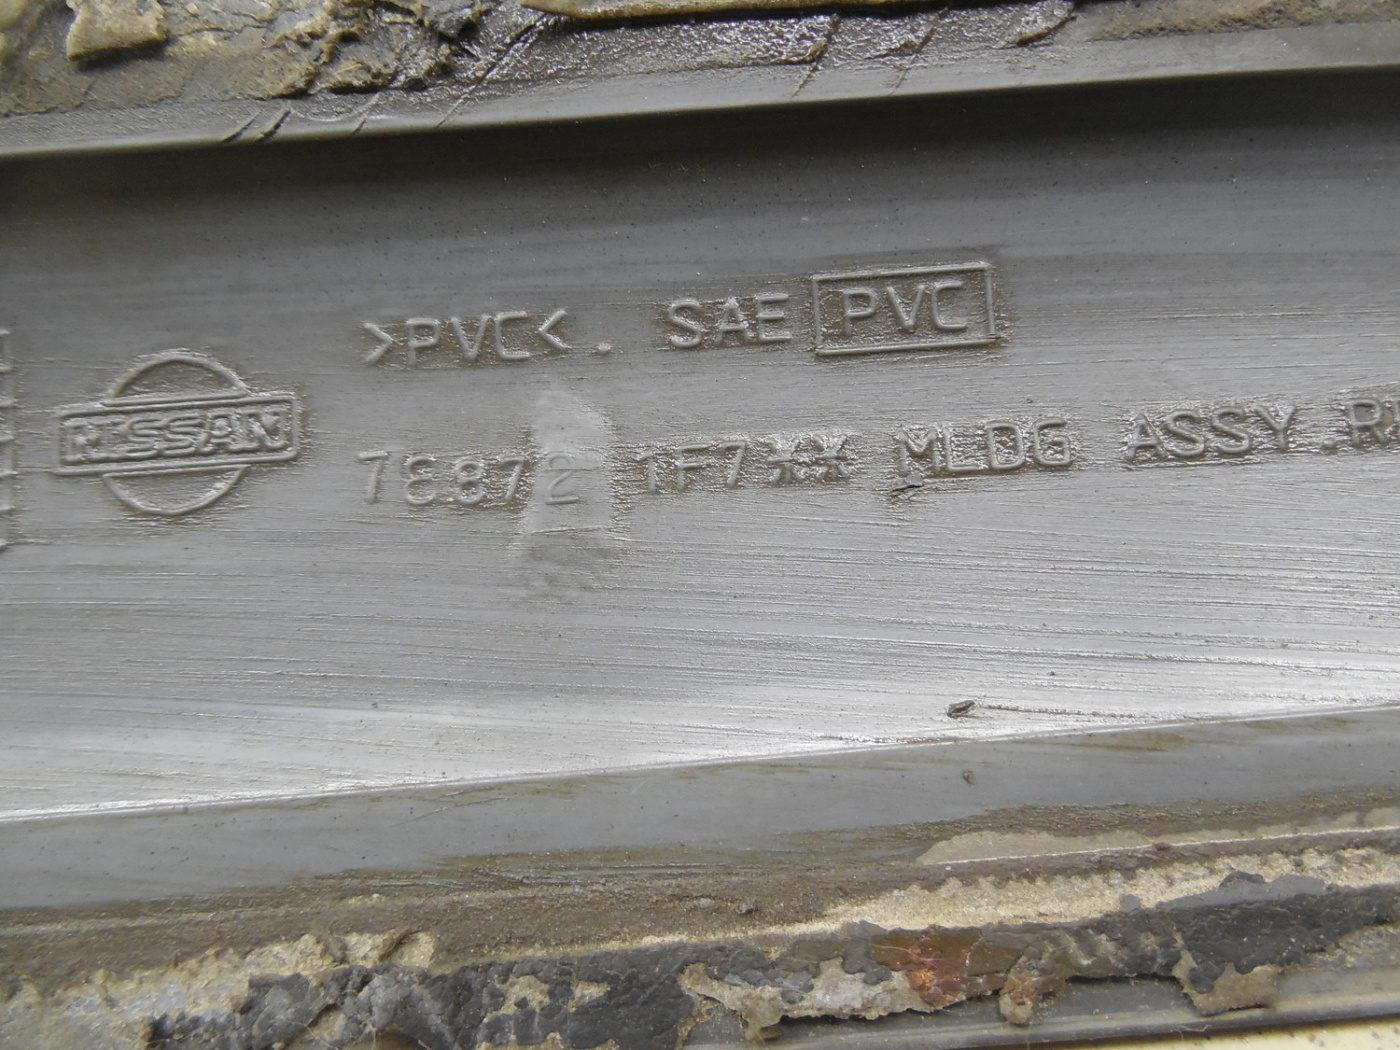 >PVC<. SAE PVC
NISSAN
78872 1F7※※ MLDG ASSY.R